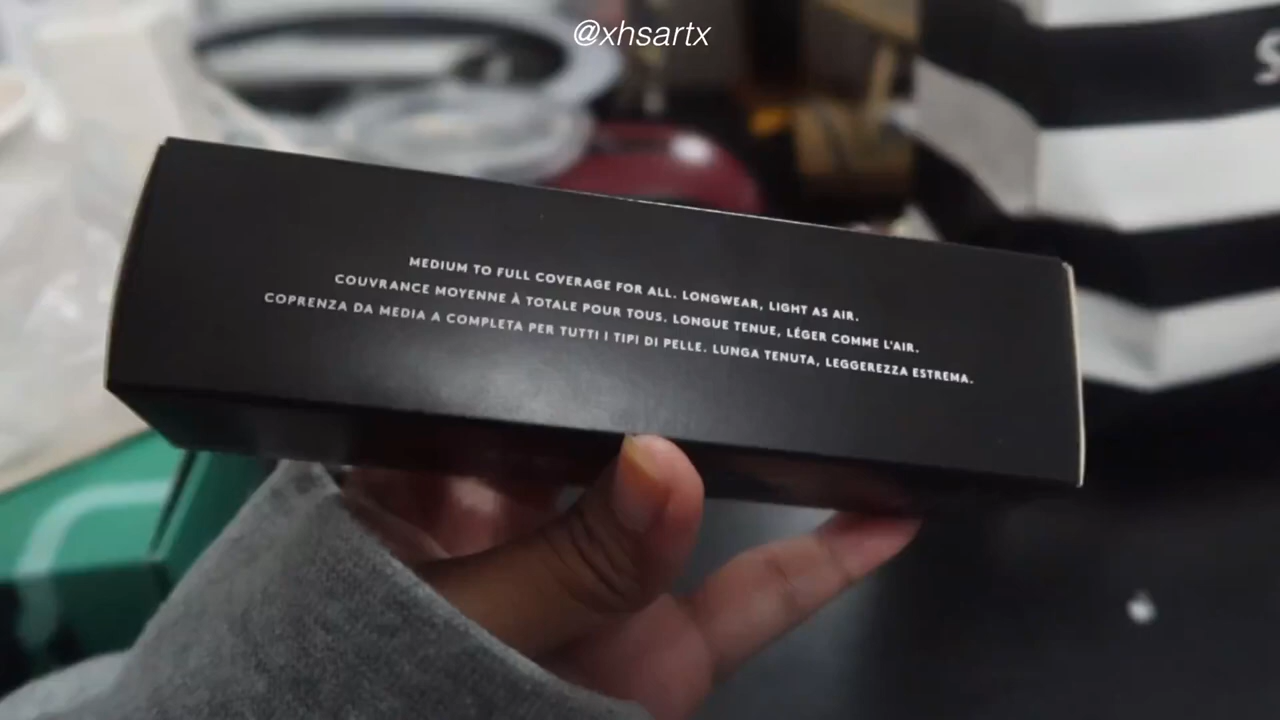 @xhsartx
S
MEDIUM TO FULL COVERAGE FOR ALL. LONGWEAR, LIGHT AS AIR.
COUVRANCE MOYENNE À TOTALE POUR TOUS. LONGUE TENUE, LÉGER COMME L'AIR.
COPRENZA DA MEDIA A COMPLETA PER TUTTI I TIPI DI PELLE. LUNGA TENUTA, LEGGEREZZA ESTREMA.